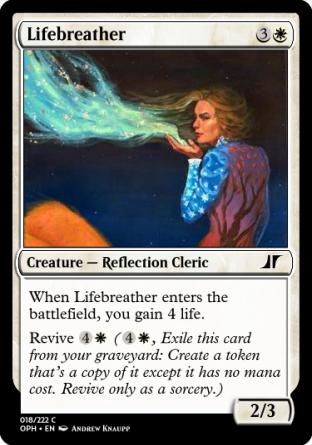 Lifebreather 3
Creature — Reflection Cleric
When Lifebreather enters the
battlefield, you gain 4 life.
Revive 4 ( 4 , Exile this card
from your graveyard: Create a token
that's a copy of it except it has no mana
cost. Revive only as a sorcery.)
018/222 C
OPH • EN Andrew Knaupp
2/3